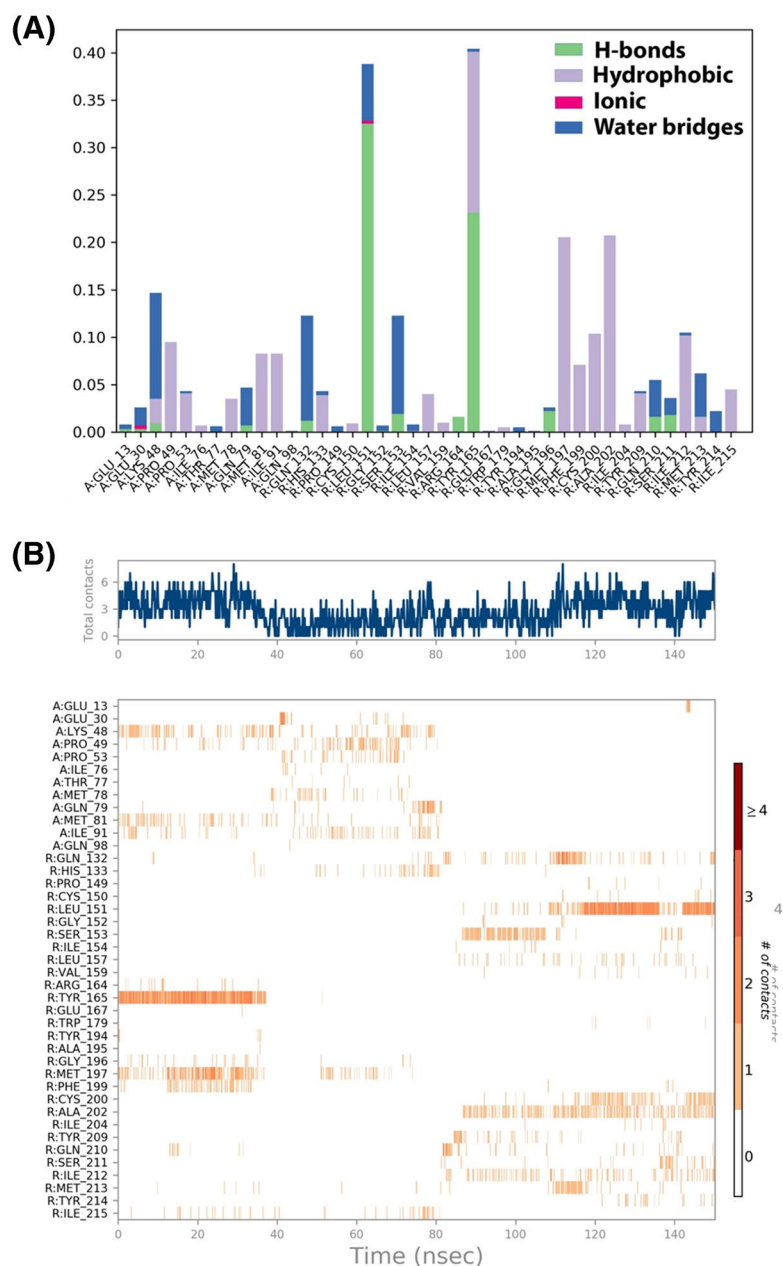 (A)
0.40
0.35
0.30
0.25
0.20
0.15
0.10
0.05
0.00
H-bonds
Hydrophobic
Ionic
Water bridges
A:GLU_13
A:GLU_30
A:LYS_48
A:PRO_49
A:PRO_53
A:ILE_76
A:THR_77
A:MET_78
A:GLN_79
A:MET_81
A:ILE_91
A:GLN_98
R:GLN_132
R:HIS_133
R:PRO_149
R:CYS_150
R:LEU_151
R:GLY_152
R:SER_153
R:ILE_154
R:LEU_157
R:VAL_159
R:ARG_164
R:TYR_165
R:GLU_167
R:TRP_179
R:TYR_194
R:ALA_195
R:GLY_196
R:MET_197
R:PHE_199
R:CYS_200
R:ALA_202
R:ILE_204
R:TYR_209
R:GLN_210
R:SER_211
R:ILE_212
R:MET_213
R:TYR_214
R:ILE_215
(B)
Total contacts
6
3
0
0 20 40 60 80 100 120 140
A:GLU_13
A:GLU_30
A:LYS_48
A:PRO_49
A:PRO_53
A:ILE_76
A:THR_77
A:MET_78
A:GLN_79
A:MET_81
A:ILE_91
A:GLN_98
R:GLN_132
R:HIS_133
R:PRO_149
R:CYS_150
R:LEU_151
R:GLY_152
R:SER_153
R:ILE_154
R:LEU_157
R:VAL_159
R:ARG_164
R:TYR_165
R:GLU_167
R:TRP_179
R:TYR_194
R:ALA_195
R:GLY_196
R:MET_197
R:PHE_199
R:CYS_200
R:ALA_202
R:ILE_204
R:TYR_209
R:GLN_210
R:SER_211
R:ILE_212
R:MET_213
R:TYR_214
R:ILE_215
0 20 40 60 80 100 120 140
Time (nsec)
≥4
3
2
1
0
# of contacts
# of contacts
4